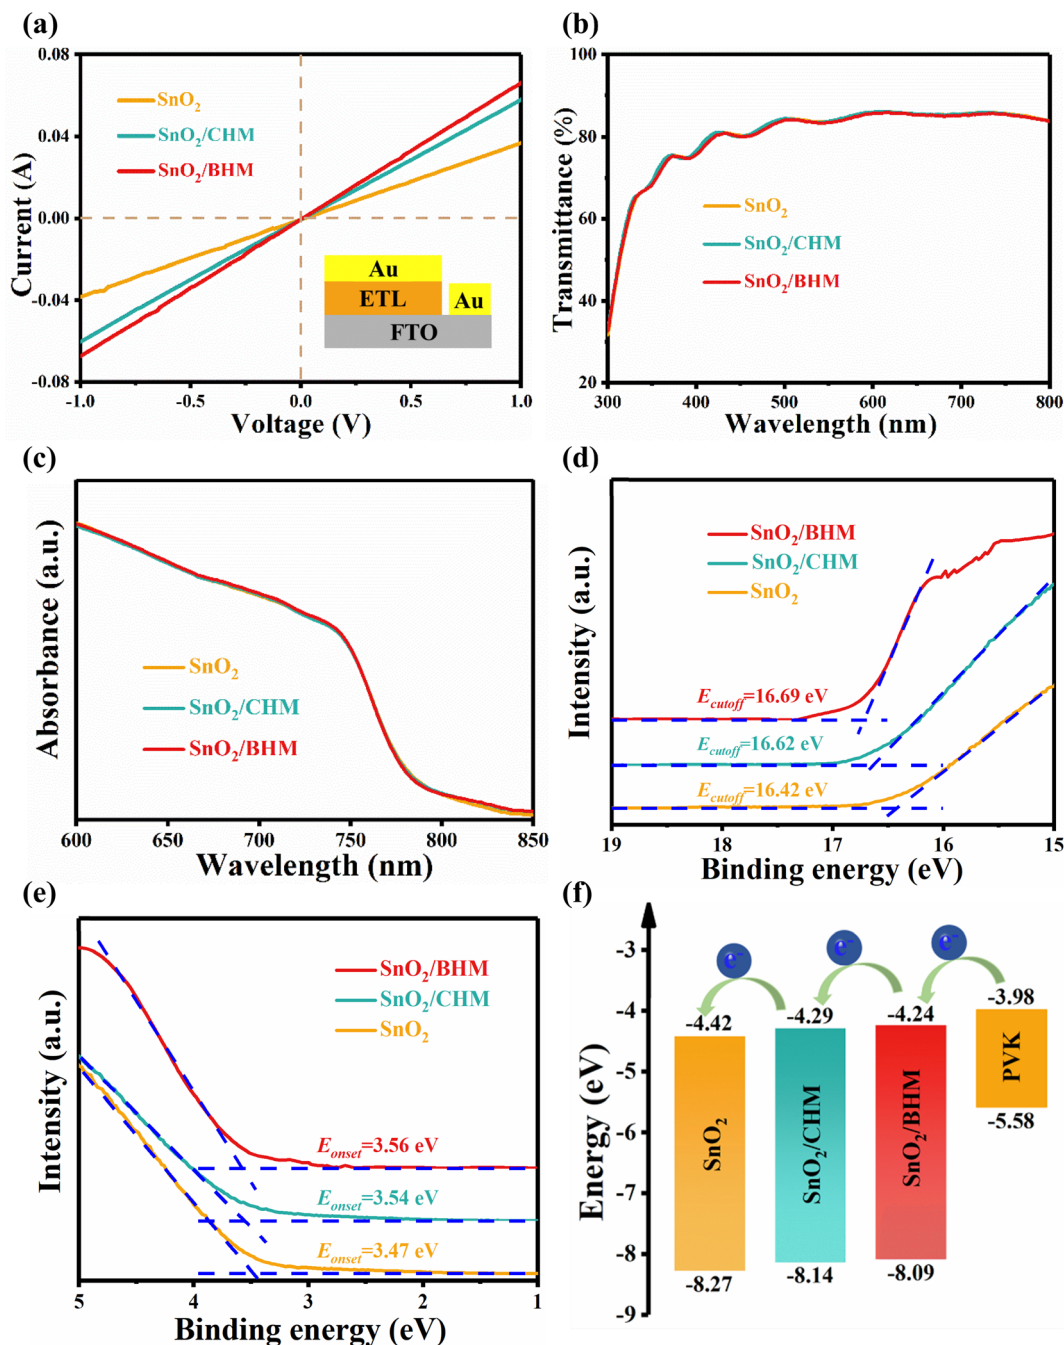 (a)
0.08
0.04
0.00
-0.04
-0.08
Current (A)
SnO2
SnO2/CHM
SnO2/BHM
Au
ETL
Au
FTO
-1.0 -0.5 0.0 0.5 1.0
Voltage (V)
(b)
100
80
60
40
20
Transmittance (%)
SnO2
SnO2/CHM
SnO2/BHM
300 400 500 600 700 800
Wavelength (nm)
(c)
Absorbance (a.u.)
SnO2
SnO2/CHM
SnO2/BHM
600 650 700 750 800 850
Wavelength (nm)
(d)
Intensity (a.u.)
SnO2/BHM
SnO2/CHM
SnO2
Ecutoff=16.69 eV
Ecutoff=16.62 eV
Ecutoff=16.42 eV
19 18 17 16 15
Binding energy (eV)
(e)
Intensity (a.u.)
SnO2/BHM
SnO2/CHM
SnO2
Eonset=3.56 eV
Eonset=3.54 eV
Eonset=3.47 eV
5 4 3 2 1
Binding energy (eV)
(f)
Energy (eV)
-3
-4
-5
-6
-7
-8
-9
e-
e-
e-
-4.42
-4.29
-4.24
-3.98
SnO2
SnO2/CHM
SnO2/BHM
PVK
-5.58
-8.27
-8.14
-8.09